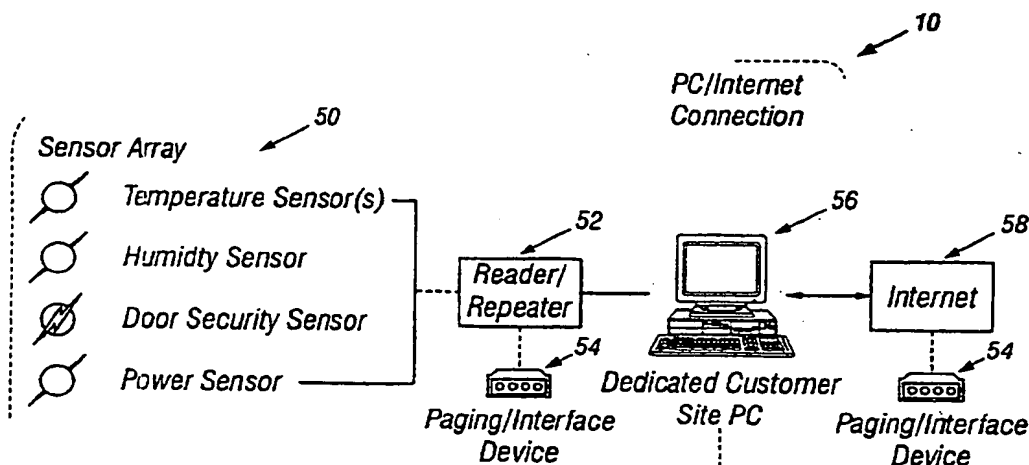 10
PC/Internet
Connection
50
Sensor Array
Temperature Sensor(s)
Humidty Sensor
Door Security Sensor
Power Sensor
52
Reader/
Repeater
54
Paging/Interface
Device
56
Dedicated Customer
Site PC
58
Internet
54
Paging/Interface
Device